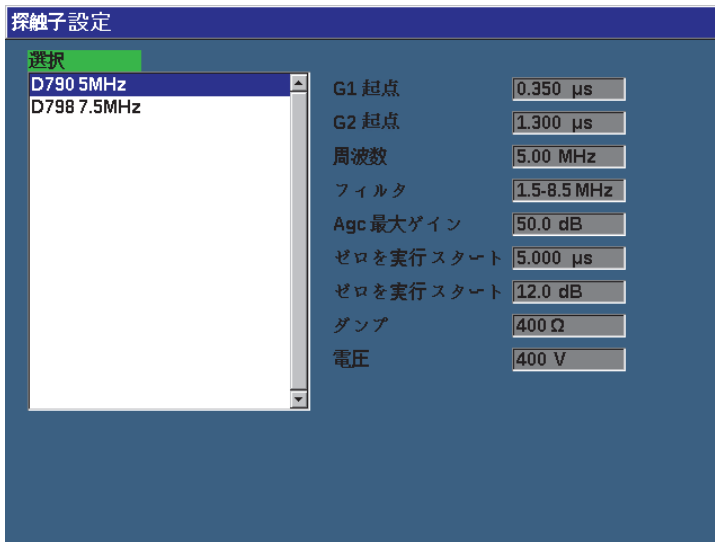 探触子設定
選択
D790 5MHz
D798 7.5MHz
G1 起点 0.350 µs
G2 起点 1.300 µs
周波数 5.00 MHz
フィルタ 1.5-8.5 MHz
Agc 最大ゲイン 50.0 dB
ゼロを実行スタート 5.000 µs
ゼロを実行スタート 12.0 dB
ダンプ 400 Ω
電圧 400 V